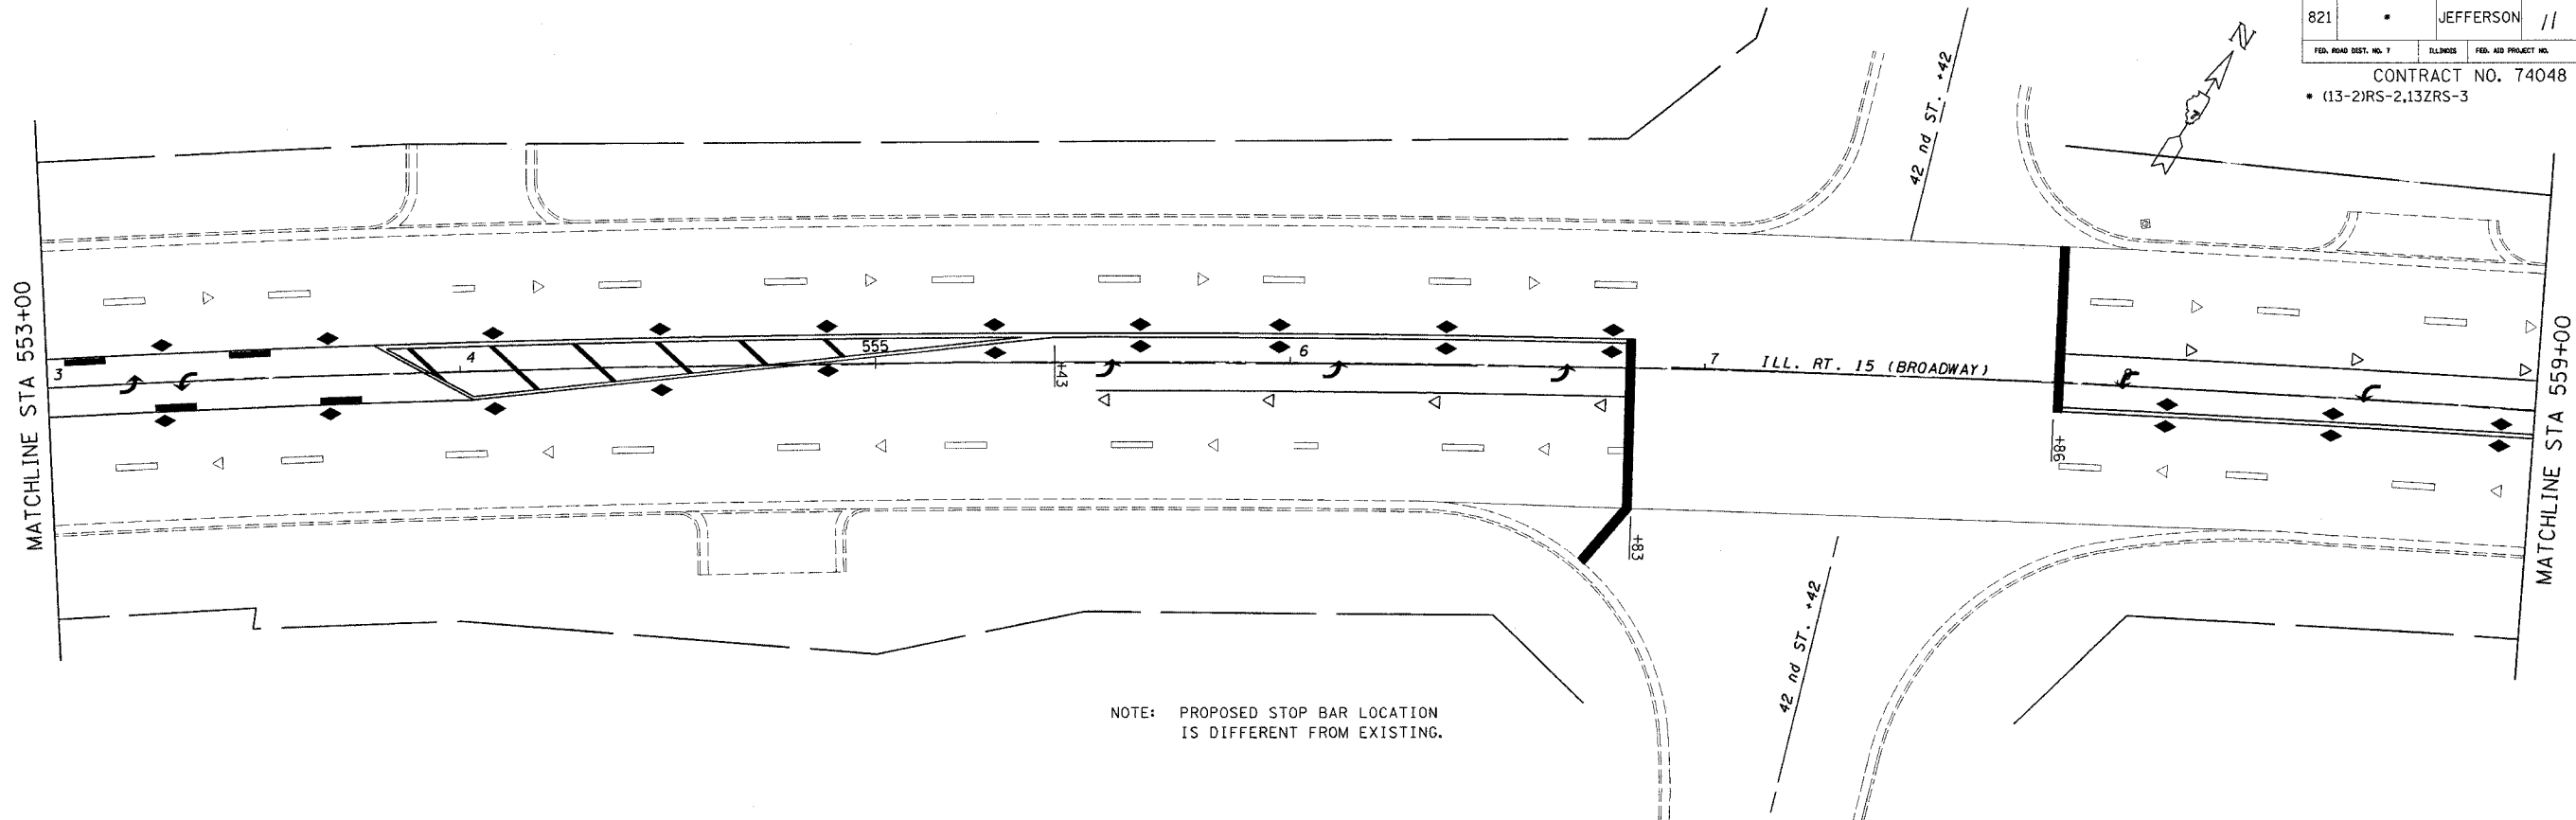 821 * JEFFERSON 11
FED. ROAD DIST. NO. 7 ILLINOIS FED. AID PROJECT NO.
CONTRACT NO. 74048
* (13-2)RS-2,13ZRS-3
N
42 nd ST. +42
MATCHLINE STA 553+00
3
4
555
+43
6
7
ILL. RT. 15 (BROADWAY)
8
+86
+83
MATCHLINE STA 559+00
42 nd ST. +42
NOTE: PROPOSED STOP BAR LOCATION
IS DIFFERENT FROM EXISTING.